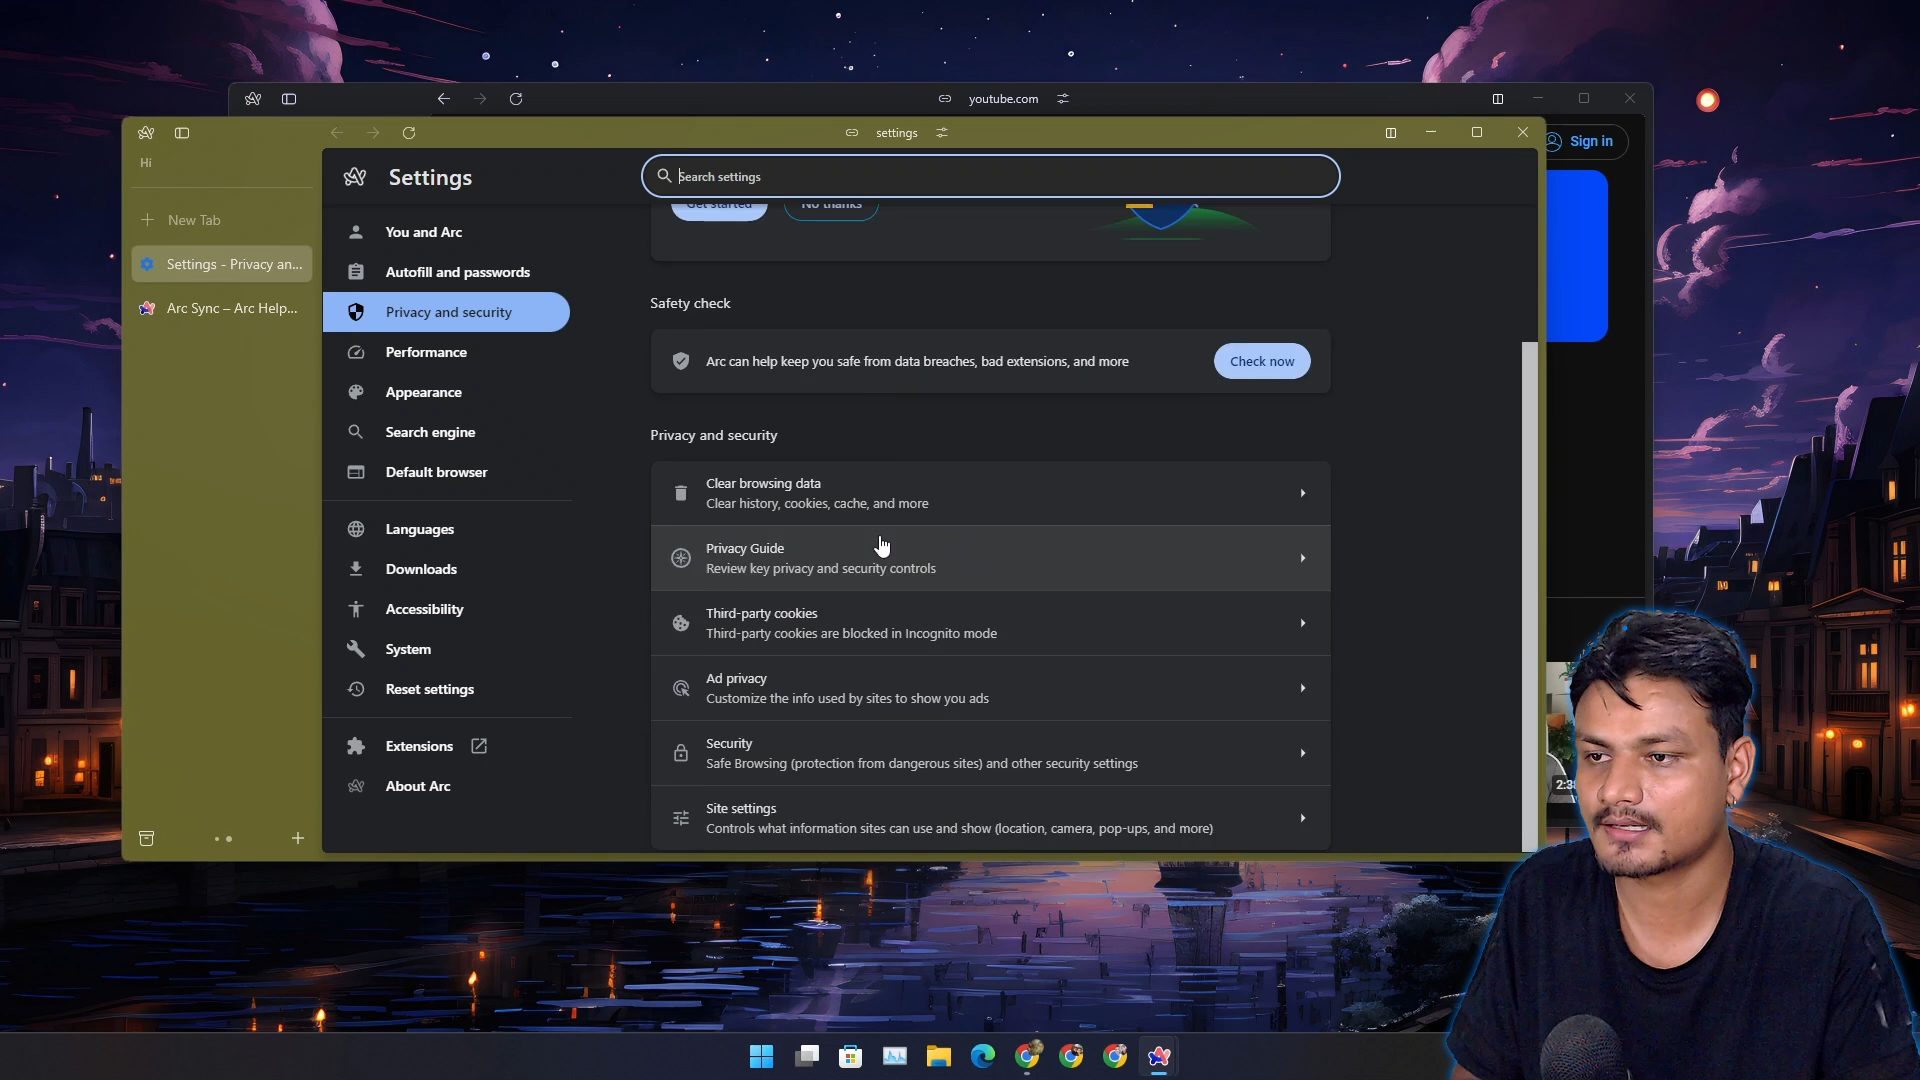 youtube.com
settings
Hi
Sign in
Settings
Search settings
New Tab
Get started
No thanks
You and Arc
Settings - Privacy an...
Autofill and passwords
Arc Sync – Arc Help...
Privacy and security
Safety check
Performance
Arc can help keep you safe from data breaches, bad extensions, and more
Check now
Appearance
Search engine
Privacy and security
Default browser
Clear browsing data
Clear history, cookies, cache, and more
Languages
Privacy Guide
Review key privacy and security controls
Downloads
Accessibility
Third-party cookies
Third-party cookies are blocked in Incognito mode
System
Reset settings
Ad privacy
Customize the info used by sites to show you ads
Extensions
Security
Safe Browsing (protection from dangerous sites) and other security settings
About Arc
Site settings
Controls what information sites can use and show (location, camera, pop-ups, and more)